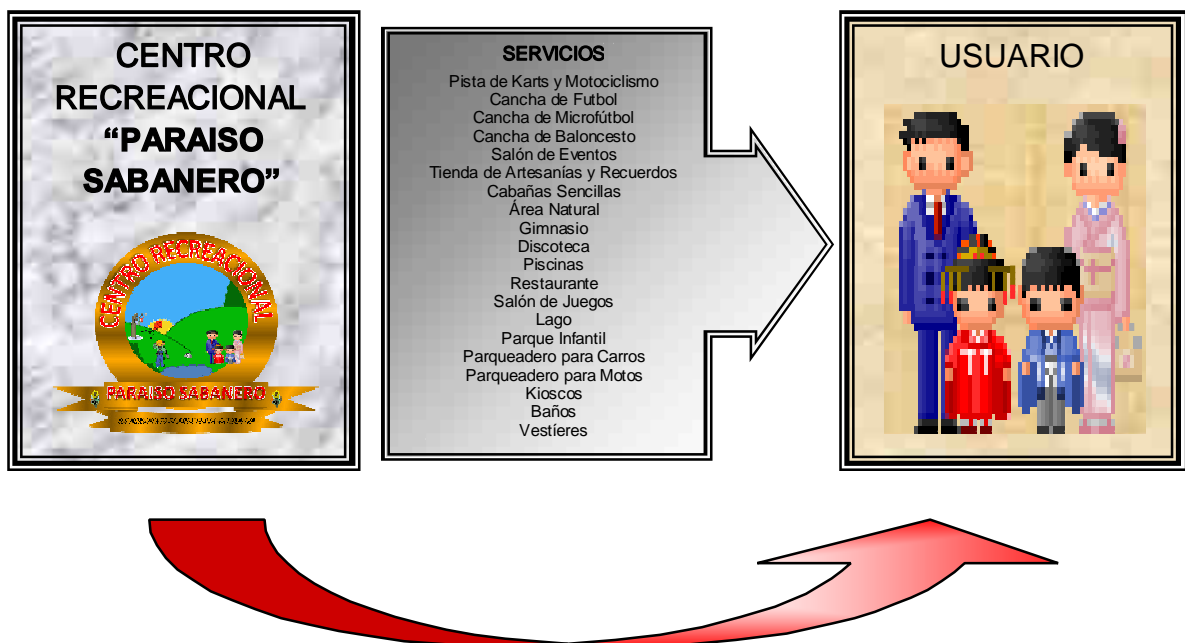 CENTRO
RECREACIONAL
“PARAISO
SABANERO”
CENTRO RECREACIONAL
PARAISO SABANERO
SERVICIOS
Pista de Karts y Motociclismo
Cancha de Futbol
Cancha de Microfútbol
Cancha de Baloncesto
Salón de Eventos
Tienda de Artesanías y Recuerdos
Cabañas Sencillas
Área Natural
Gimnasio
Discoteca
Piscinas
Restaurante
Salón de Juegos
Lago
Parque Infantil
Parqueadero para Carros
Parqueadero para Motos
Kioscos
Baños
Vestíeres
USUARIO